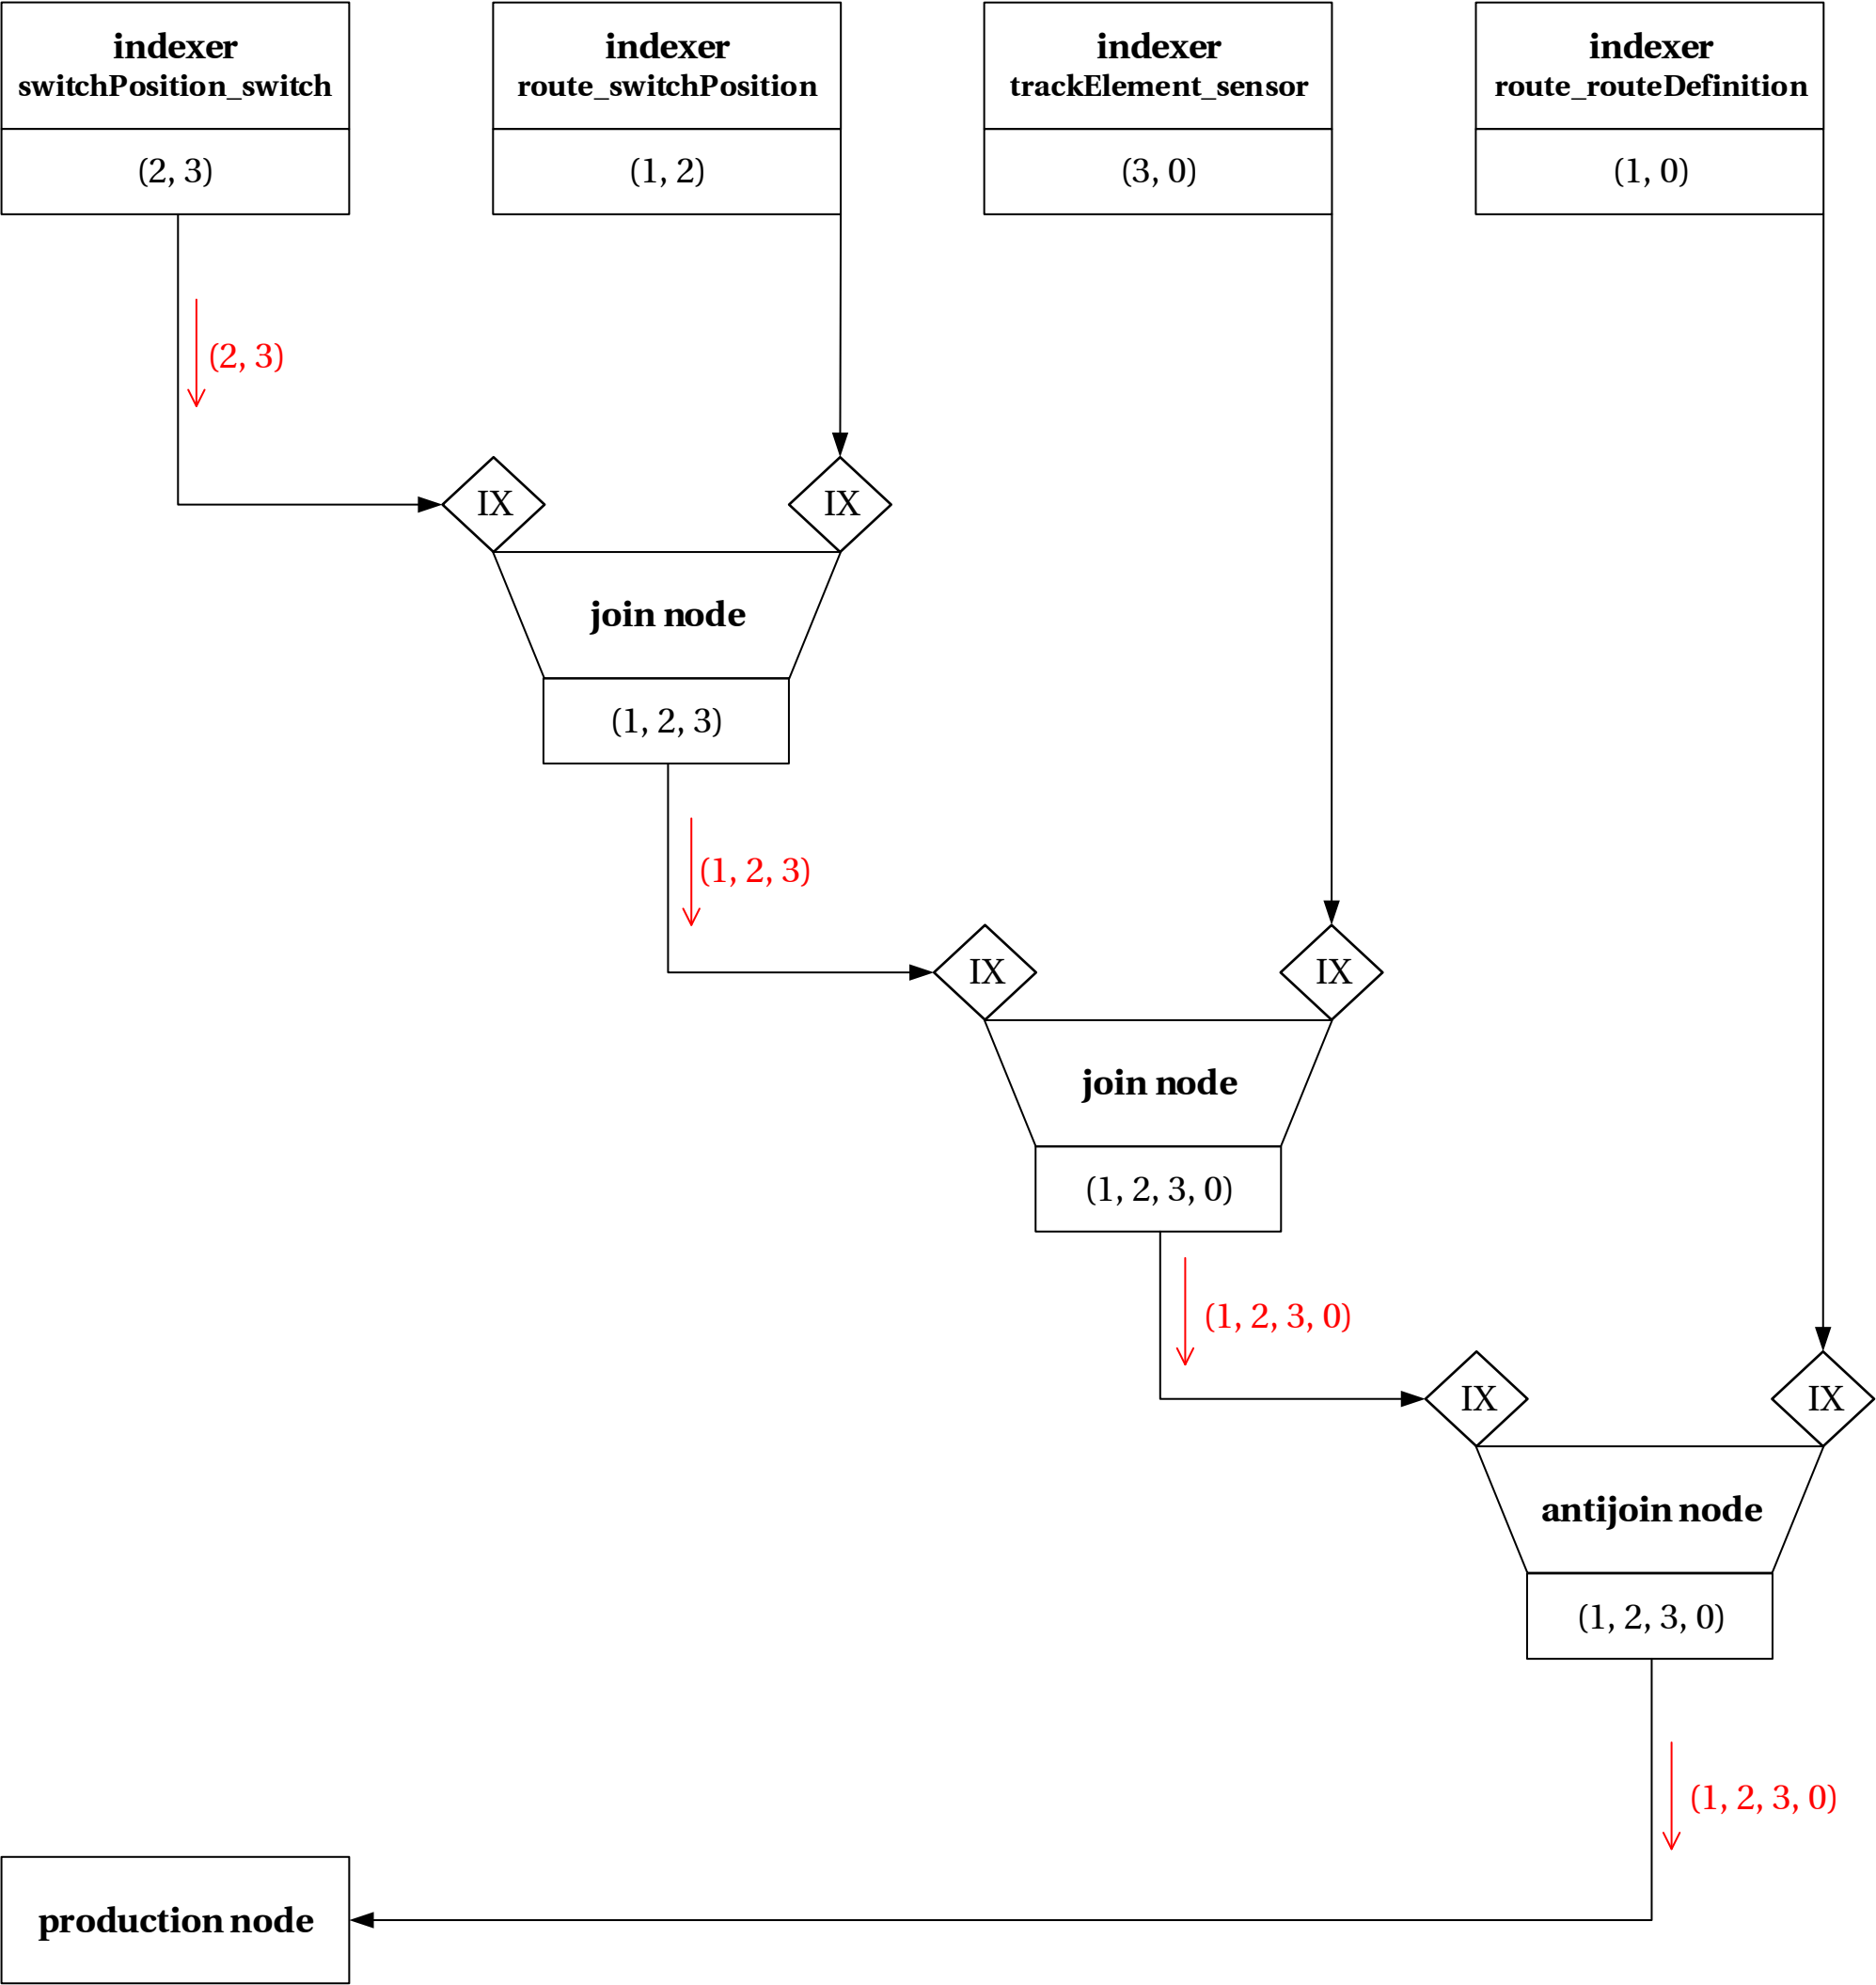 indexer
switchPosition_switch
(2, 3)
indexer
route_switchPosition
(1, 2)
indexer
trackElement_sensor
(3, 0)
indexer
route_routeDefinition
(1, 0)
(2, 3)
IX
IX
join node
(1, 2, 3)
(1, 2, 3)
IX
IX
join node
(1, 2, 3, 0)
(1, 2, 3, 0)
IX
IX
antijoin node
(1, 2, 3, 0)
(1, 2, 3, 0)
production node